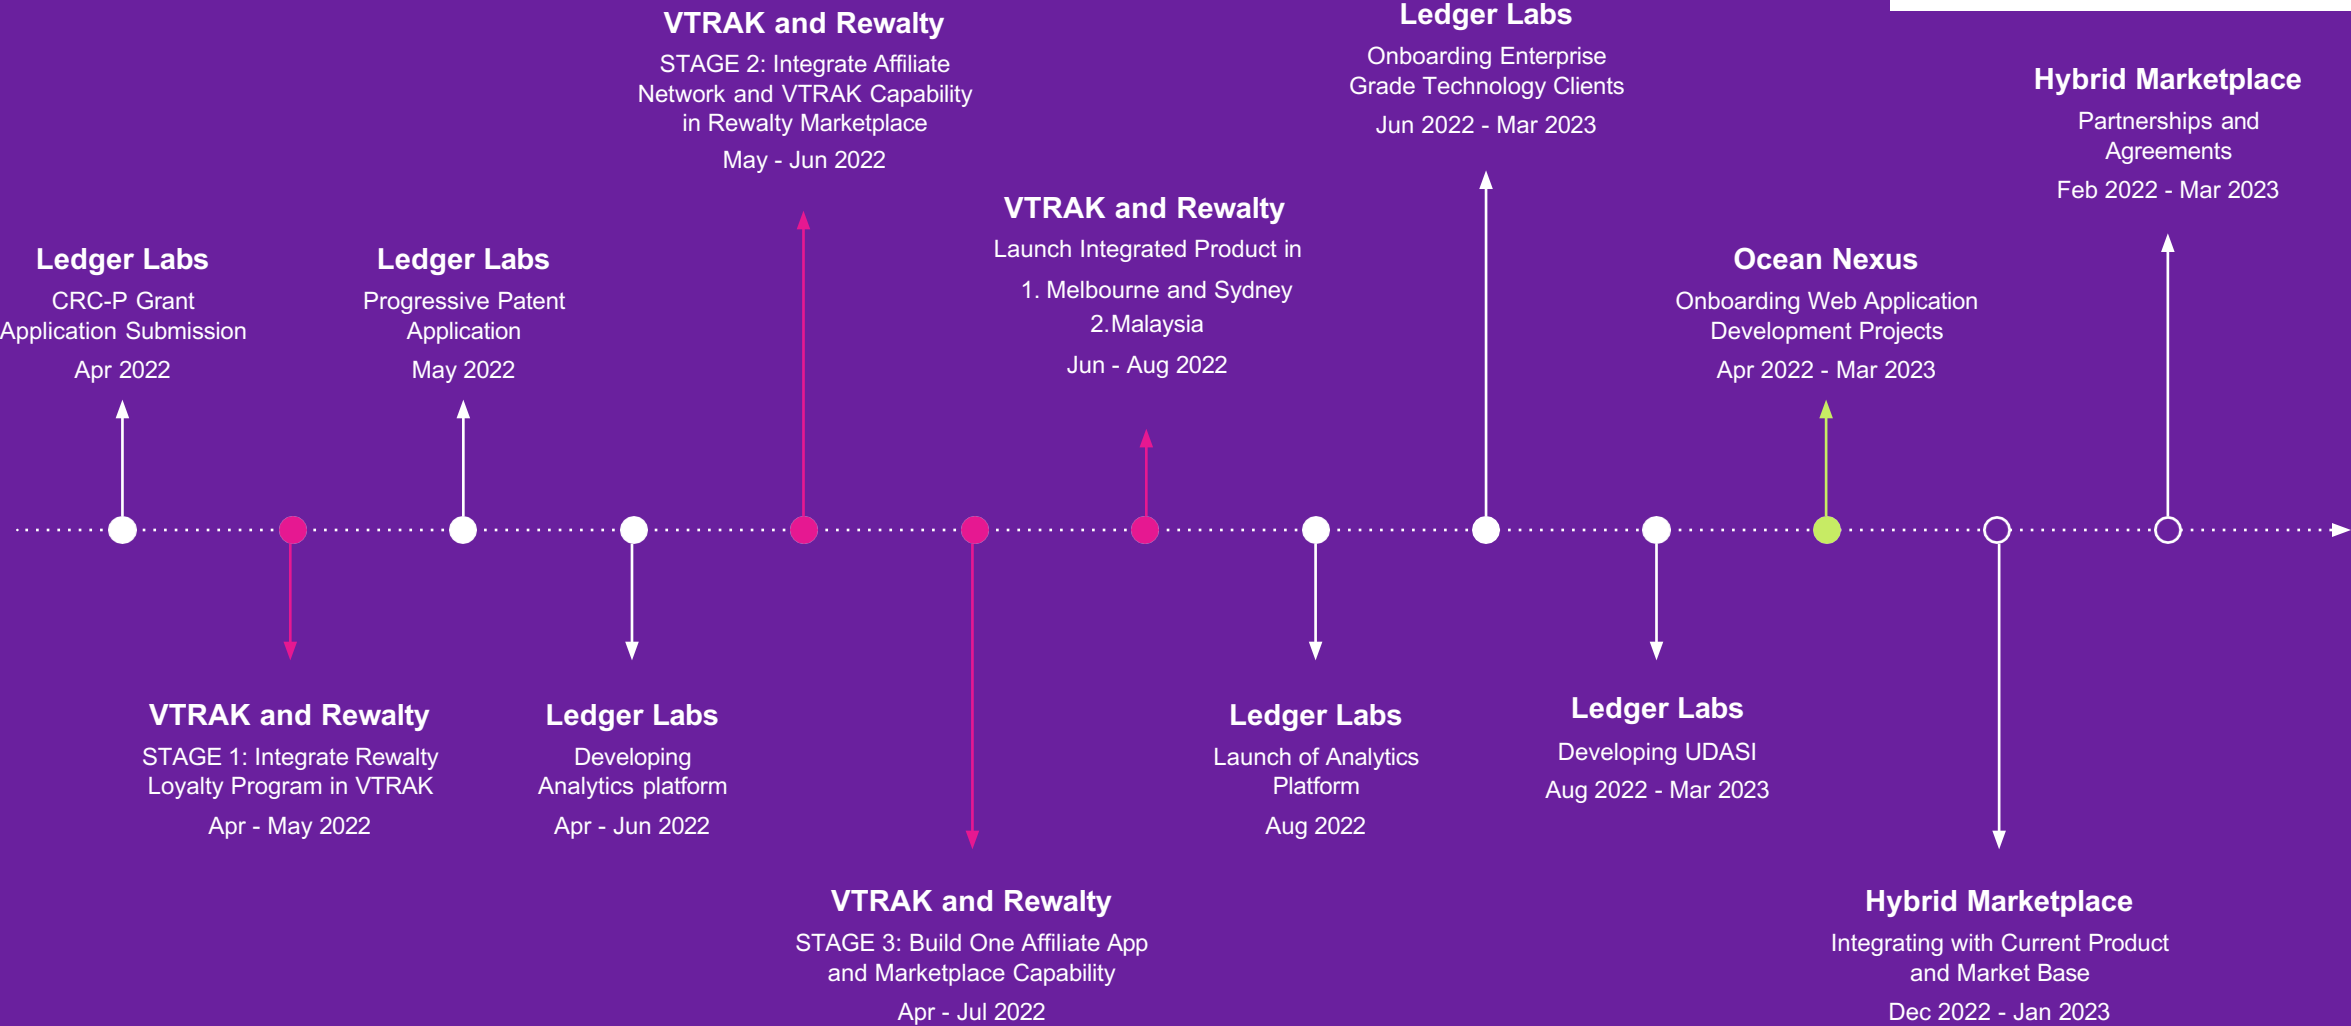 Ledger Labs
CRC-P Grant
Application Submission
Apr 2022
VTRAK and Rewalty
STAGE 1: Integrate Rewalty
Loyalty Program in VTRAK
Apr - May 2022
Ledger Labs
Progressive Patent
Application
May 2022
Ledger Labs
Developing
Analytics platform
Apr - Jun 2022
VTRAK and Rewalty
STAGE 2: Integrate Affiliate
Network and VTRAK Capability
in Rewalty Marketplace
May - Jun 2022
VTRAK and Rewalty
STAGE 3: Build One Affiliate App
and Marketplace Capability
Apr - Jul 2022
VTRAK and Rewalty
Launch Integrated Product in
1. Melbourne and Sydney
2.Malaysia
Jun - Aug 2022
Ledger Labs
Launch of Analytics
Platform
Aug 2022
Ledger Labs
Onboarding Enterprise
Grade Technology Clients
Jun 2022 - Mar 2023
Ledger Labs
Developing UDASI
Aug 2022 - Mar 2023
Ocean Nexus
Onboarding Web Application
Development Projects
Apr 2022 - Mar 2023
Hybrid Marketplace
Integrating with Current Product
and Market Base
Dec 2022 - Jan 2023
Hybrid Marketplace
Partnerships and
Agreements
Feb 2022 - Mar 2023